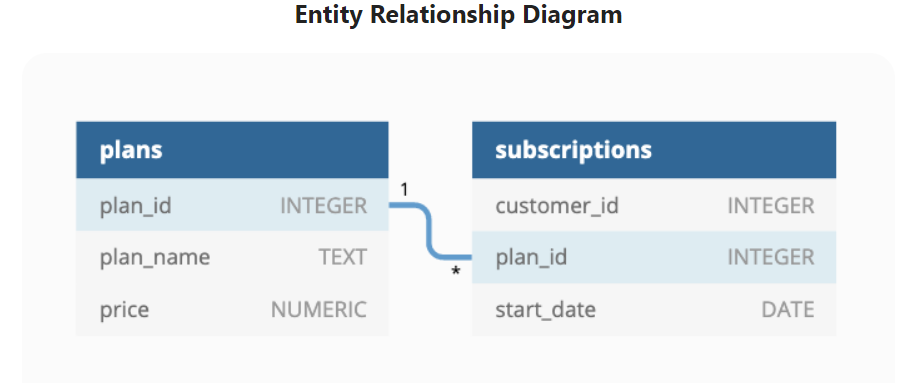 Entity Relationship Diagram
plans
plan_id INTEGER
plan_name TEXT
price NUMERIC
1
*
subscriptions
customer_id INTEGER
plan_id INTEGER
start_date DATE